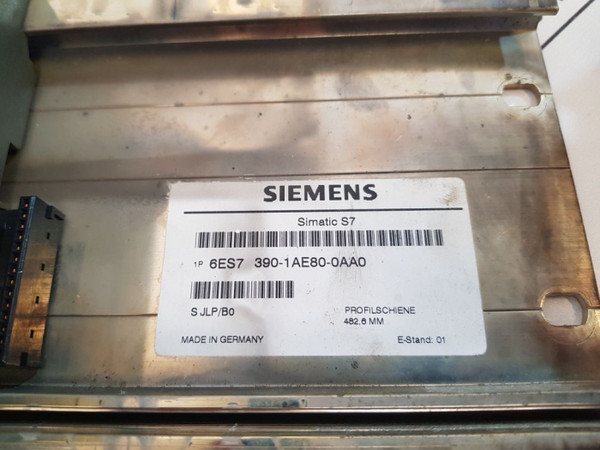 SIEMENS
Simatic S7
1P 6ES7 390-1AE80-0AA0
S JLP/B0
PROFILSCHIENE
482,6 MM
MADE IN GERMANY
E-Stand: 01